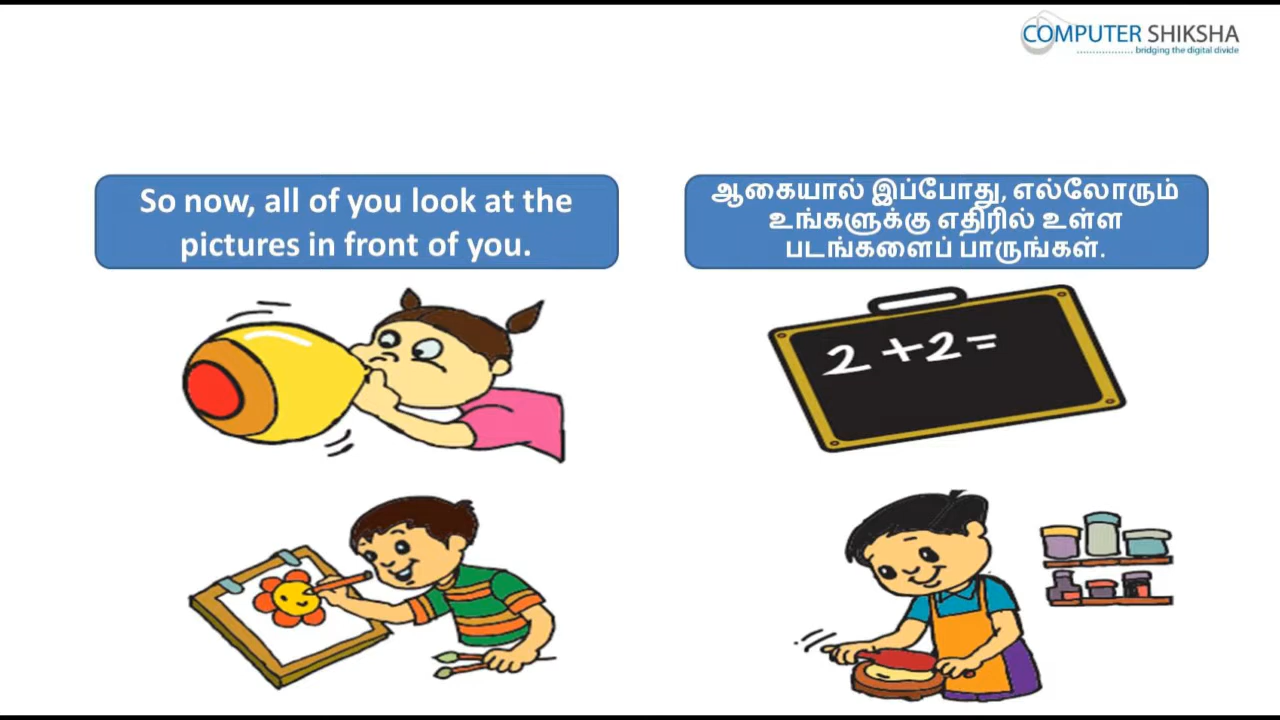 COMPUTER SHIKSHA
bridging the digital divide
So now, all of you look at the
pictures in front of you.
ஆகையால் இப்போது, எல்லோரும்
உங்களுக்கு எதிரில் உள்ள
படங்களைப் பாருங்கள்.
2 +2=